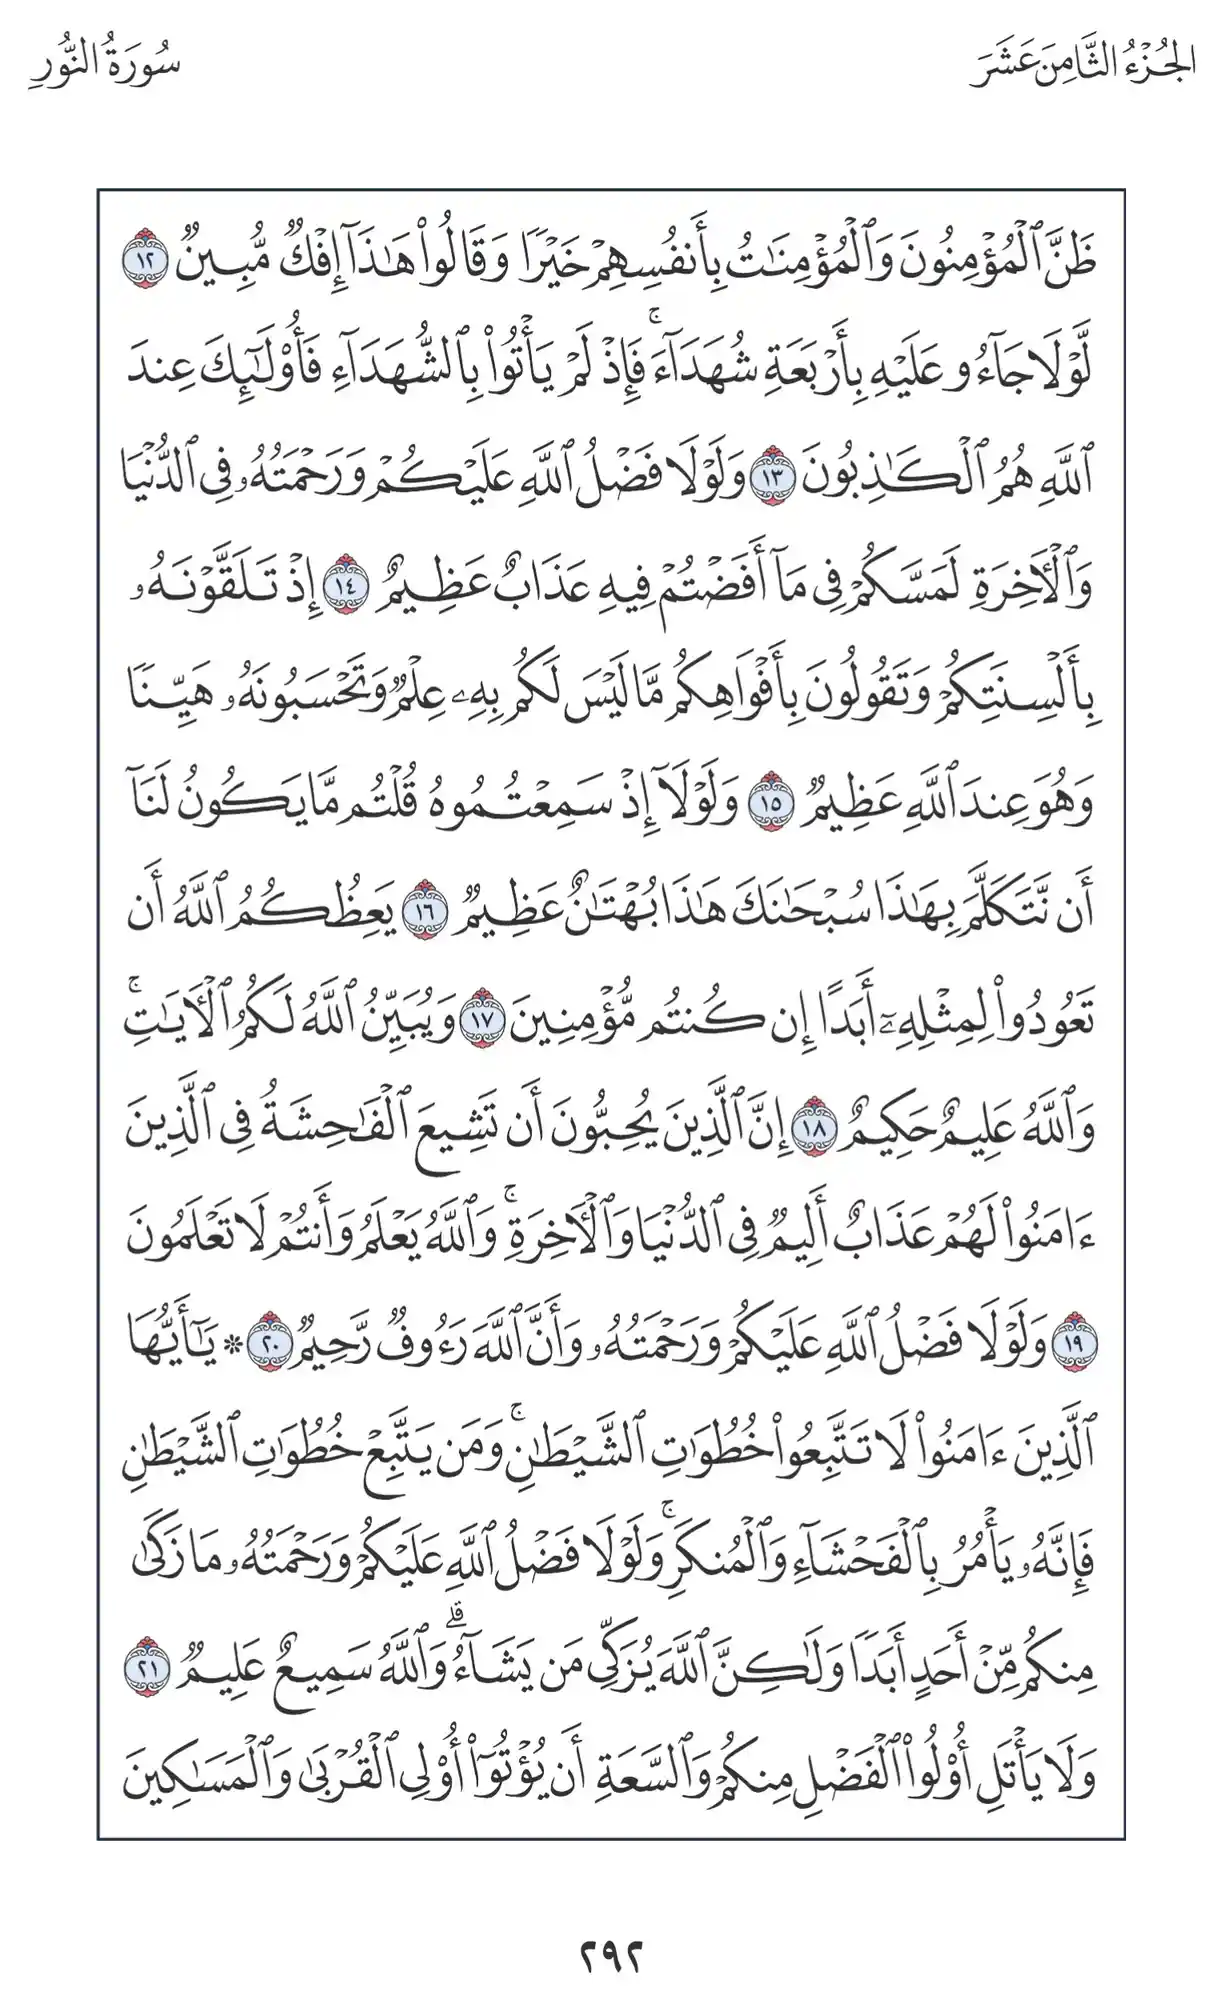 الجُزْءُ الثَّامِنَ عَشَرَ
سُورَةُ النُّورِ
ظَنَّ ٱلْمُؤْمِنُونَ وَٱلْمُؤْمِنَٰتُ بِأَنفُسِهِمْ خَيْرًا وَقَالُوا۟ هَٰذَآ إِفْكٌ مُّبِينٌ ١٢
لَّوْلَا جَآءُو عَلَيْهِ بِأَرْبَعَةِ شُهَدَآءَ ۚ فَإِذْ لَمْ يَأْتُوا۟ بِٱلشُّهَدَآءِ فَأُو۟لَٰٓئِكَ عِندَ
ٱللَّهِ هُمُ ٱلْكَٰذِبُونَ ١٣ وَلَوْلَا فَضْلُ ٱللَّهِ عَلَيْكُمْ وَرَحْمَتُهُۥ فِى ٱلدُّنْيَا
وَٱلْءَاخِرَةِ لَمَسَّكُمْ فِى مَآ أَفَضْتُمْ فِيهِ عَذَابٌ عَظِيمٌ ١٤ إِذْ تَلَقَّوْنَهُۥ
بِأَلْسِنَتِكُمْ وَتَقُولُونَ بِأَفْوَاهِكُم مَّا لَيْسَ لَكُم بِهِۦ عِلْمٌ وَتَحْسَبُونَهُۥ هَيِّنًا
وَهُوَ عِندَ ٱللَّهِ عَظِيمٌ ١٥ وَلَوْلَآ إِذْ سَمِعْتُمُوهُ قُلْتُم مَّا يَكُونُ لَنَآ
أَن نَّتَكَلَّمَ بِهَٰذَا سُبْحَٰنَكَ هَٰذَا بُهْتَٰنٌ عَظِيمٌ ١٦ يَعِظُكُمُ ٱللَّهُ أَن
تَعُودُوا۟ لِمِثْلِهِۦٓ أَبَدًا إِن كُنتُم مُّؤْمِنِينَ ١٧ وَيُبَيِّنُ ٱللَّهُ لَكُمُ ٱلْءَايَٰتِ ۚ
وَٱللَّهُ عَلِيمٌ حَكِيمٌ ١٨ إِنَّ ٱلَّذِينَ يُحِبُّونَ أَن تَشِيعَ ٱلْفَٰحِشَةُ فِى ٱلَّذِينَ
ءَامَنُوا۟ لَهُمْ عَذَابٌ أَلِيمٌ فِى ٱلدُّنْيَا وَٱلْءَاخِرَةِ ۚ وَٱللَّهُ يَعْلَمُ وَأَنتُمْ لَا تَعْلَمُونَ
١٩ وَلَوْلَا فَضْلُ ٱللَّهِ عَلَيْكُمْ وَرَحْمَتُهُۥ وَأَنَّ ٱللَّهَ رَءُوفٌ رَّحِيمٌ ٢٠ * يَٰٓأَيُّهَا
ٱلَّذِينَ ءَامَنُوا۟ لَا تَتَّبِعُوا۟ خُطُوَٰتِ ٱلشَّيْطَٰنِ ۚ وَمَن يَتَّبِعْ خُطُوَٰتِ ٱلشَّيْطَٰنِ
فَإِنَّهُۥ يَأْمُرُ بِٱلْفَحْشَآءِ وَٱلْمُنكَرِ ۚ وَلَوْلَا فَضْلُ ٱللَّهِ عَلَيْكُمْ وَرَحْمَتُهُۥ مَا زَكَىٰ
مِنكُم مِّنْ أَحَدٍ أَبَدًا وَلَٰكِنَّ ٱللَّهَ يُزَكِّى مَن يَشَآءُ ۗ وَٱللَّهُ سَمِيعٌ عَلِيمٌ ٢١
وَلَا يَأْتَلِ أُو۟لُوا۟ ٱلْفَضْلِ مِنكُمْ وَٱلسَّعَةِ أَن يُؤْتُوٓا۟ أُو۟لِى ٱلْقُرْبَىٰ وَٱلْمَسَٰكِينَ
٢٩٢